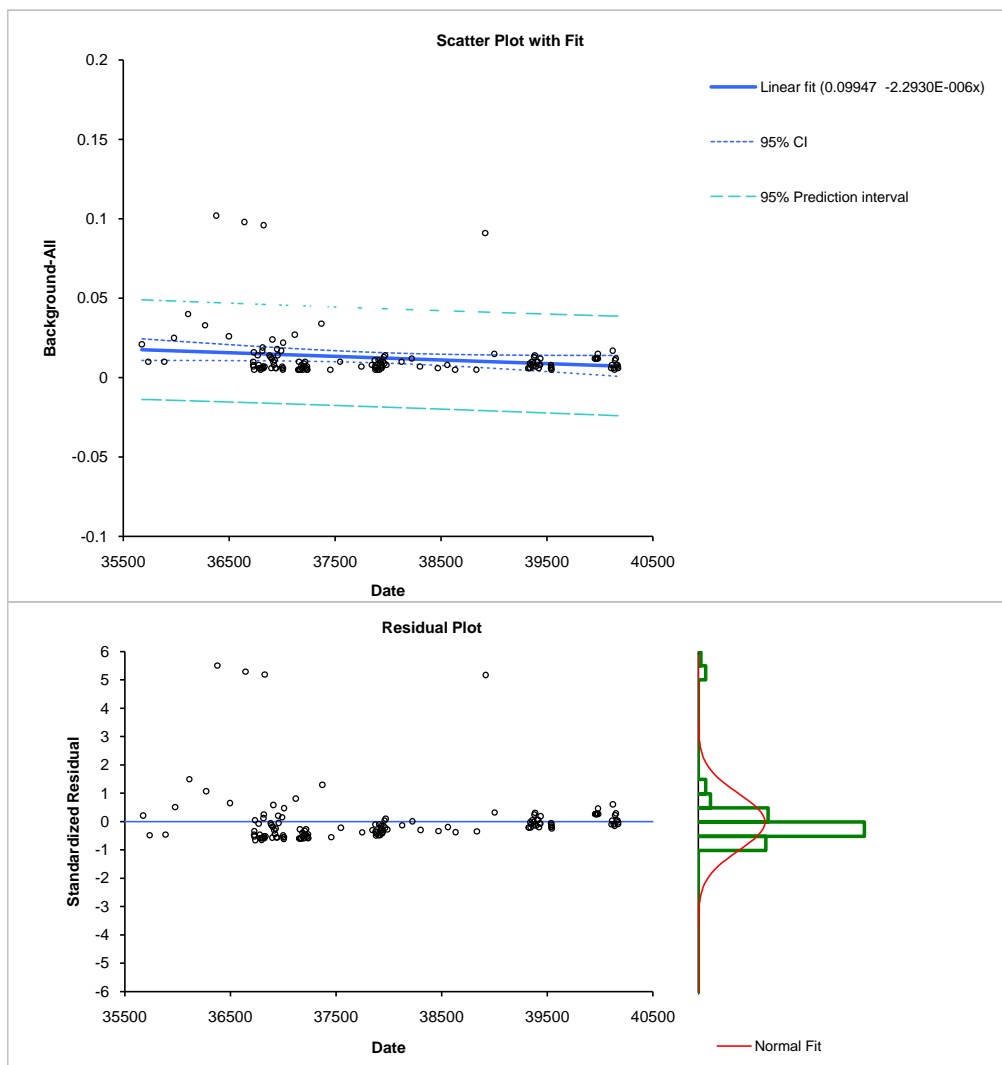 Scatter Plot with Fit
0.2
0.15
0.1
0.05
0
-0.05
-0.1
Background-All
35500 36500 37500 38500 39500 40500
Date
Linear fit (0.09947 -2.2930E-006x)
95% CI
95% Prediction interval
Residual Plot
6
5
4
3
2
1
0
-1
-2
-3
-4
-5
-6
Standardized Residual
35500 36500 37500 38500 39500 40500
Date
Normal Fit